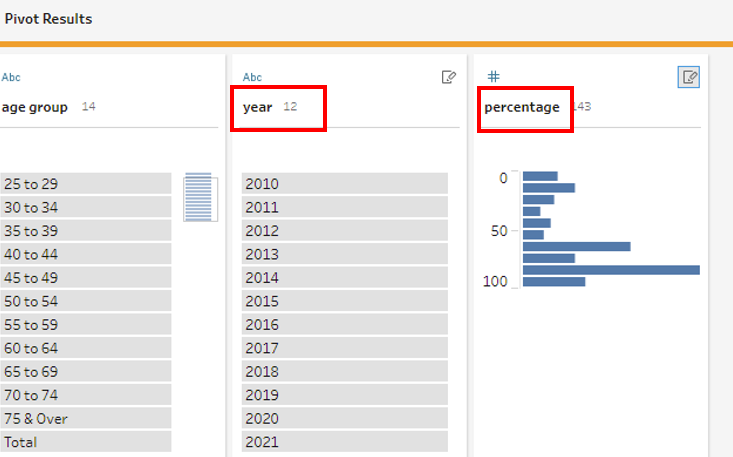 Pivot Results
Abc
age group 14
25 to 29
30 to 34
35 to 39
40 to 44
45 to 49
50 to 54
55 to 59
60 to 64
65 to 69
70 to 74
75 & Over
Total
Abc
year 12
2010
2011
2012
2013
2014
2015
2016
2017
2018
2019
2020
2021
#
percentage 143
0
50
100